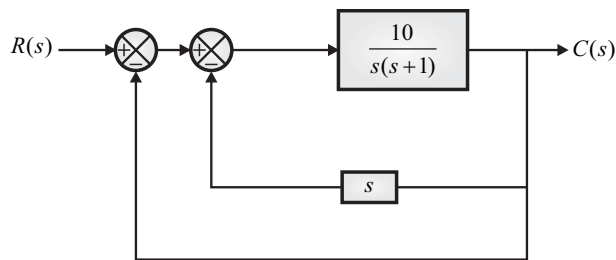 R(s) + − + − 10 / s(s+1) C(s)
s